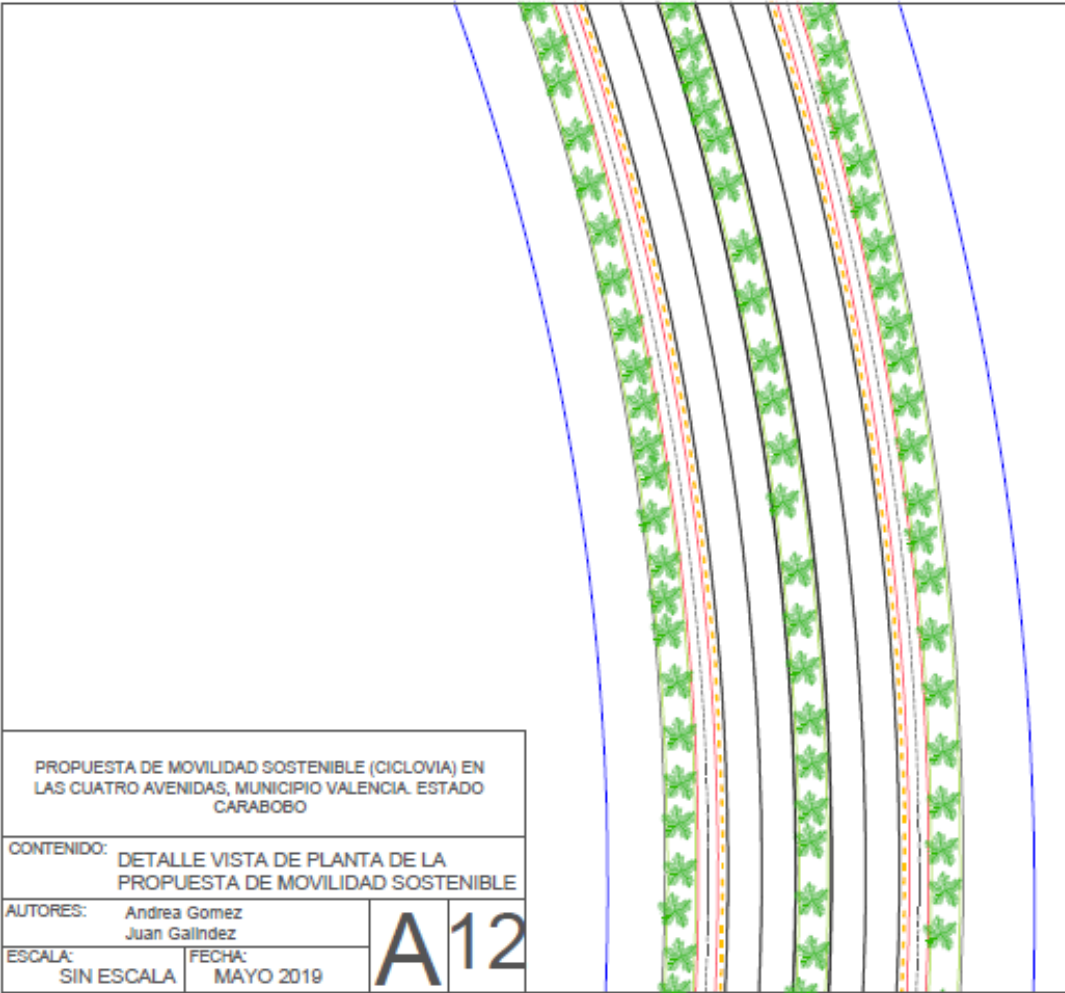 PROPUESTA DE MOVILIDAD SOSTENIBLE (CICLOVIA) EN
LAS CUATRO AVENIDAS, MUNICIPIO VALENCIA. ESTADO
CARABOBO
CONTENIDO:
DETALLE VISTA DE PLANTA DE LA
PROPUESTA DE MOVILIDAD SOSTENIBLE
AUTORES: Andrea Gomez
Juan Galindez
A 12
ESCALA:
SIN ESCALA
FECHA:
MAYO 2019